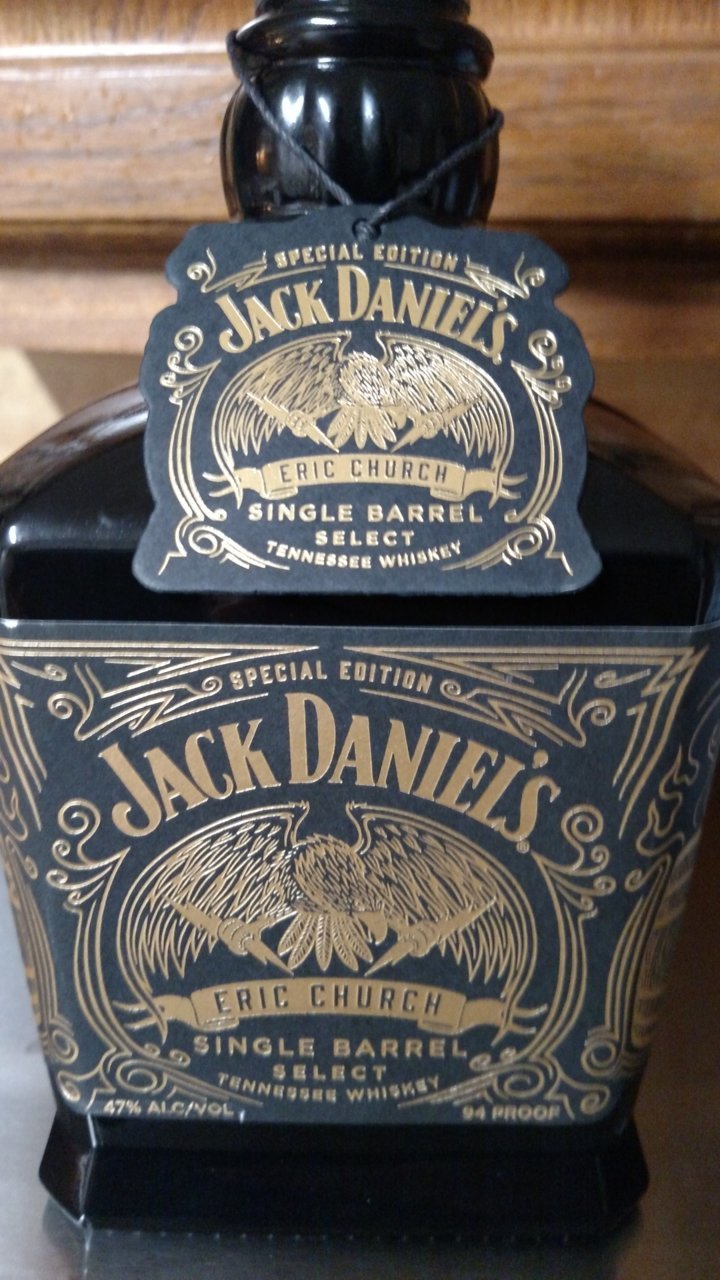 SPECIAL EDITION
JACK DANIEL'S
ERIC CHURCH
SINGLE BARREL
SELECT
TENNESSEE WHISKEY
SPECIAL EDITION
JACK DANIEL'S®
ERIC CHURCH
SINGLE BARREL
SELECT
TENNESSEE WHISKEY
47% ALC/VOL 94 PROOF